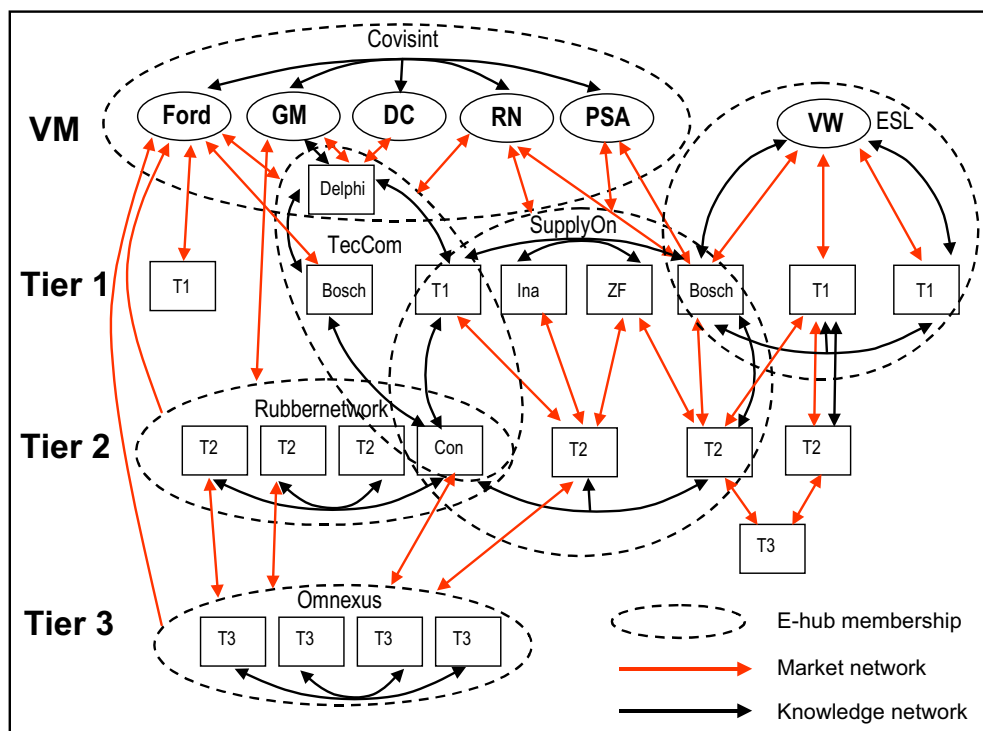 Covisint
VM
Ford
GM
DC
RN
PSA
VW
ESL
Delphi
TecCom
SupplyOn
Tier 1
T1
Bosch
T1
Ina
ZF
Bosch
T1
T1
Rubbernetwork
Tier 2
T2
T2
T2
Con
T2
T2
T2
T3
Omnexus
Tier 3
T3
T3
T3
T3
E-hub membership
Market network
Knowledge network